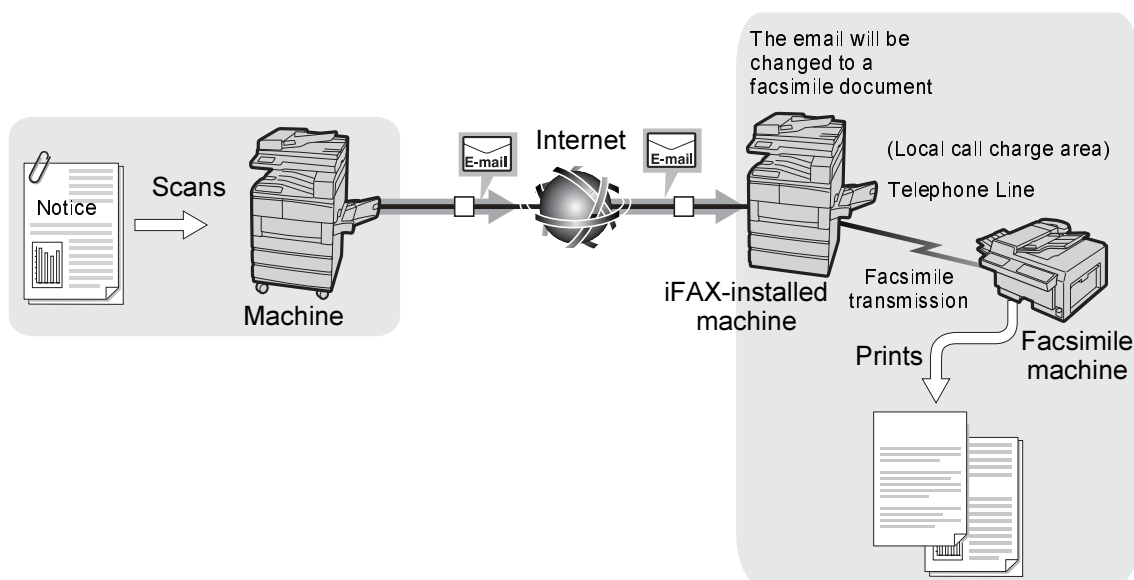 Notice
Scans
Machine
E-mail
Internet
E-mail
The email will be
changed to a
facsimile document
(Local call charge area)
Telephone Line
iFAX-installed
machine
Facsimile
transmission
Facsimile
machine
Prints